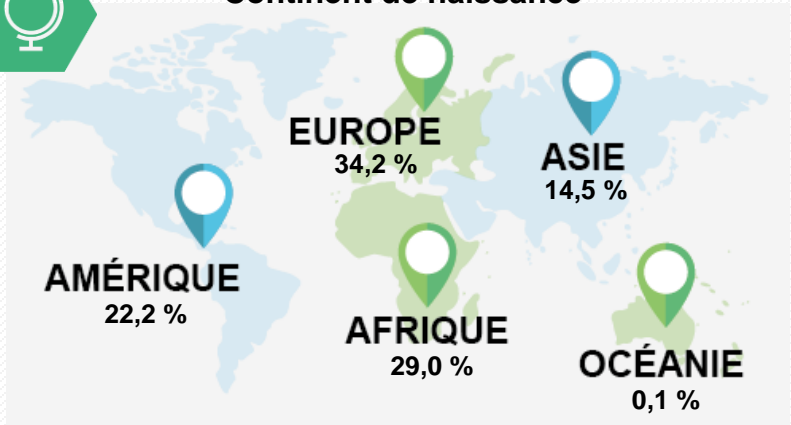 Continent de naissance
EUROPE
34,2 %
ASIE
14,5 %
AMÉRIQUE
22,2 %
AFRIQUE
29,0 %
OCÉANIE
0,1 %